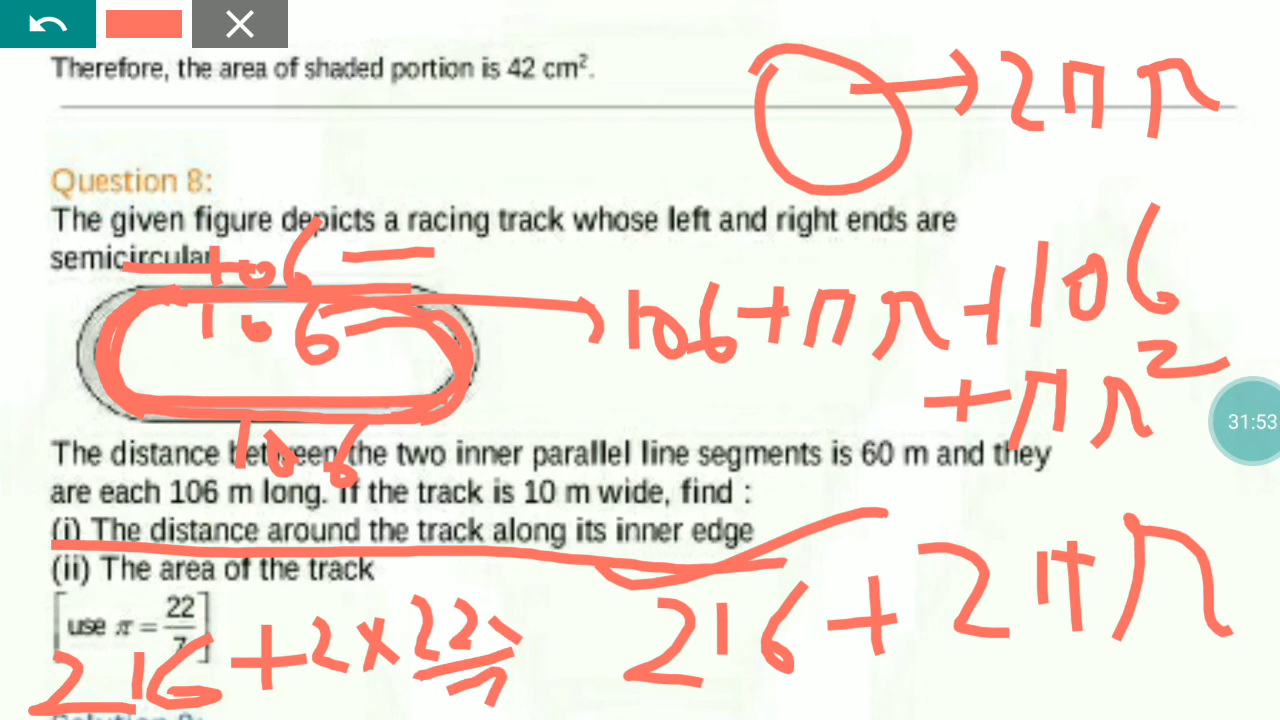 Therefore, the area of shaded portion is 42 cm².
2πr
Question 8:
The given figure depicts a racing track whose left and right ends are
semicircular.
106
106
106
106+πr+106
+πr²
31:53
The distance between the two inner parallel line segments is 60 m and they
are each 106 m long. If the track is 10 m wide, find :
(i) The distance around the track along its inner edge
(ii) The area of the track
[use π = 22/7]
216+2πr
216+2×22/7